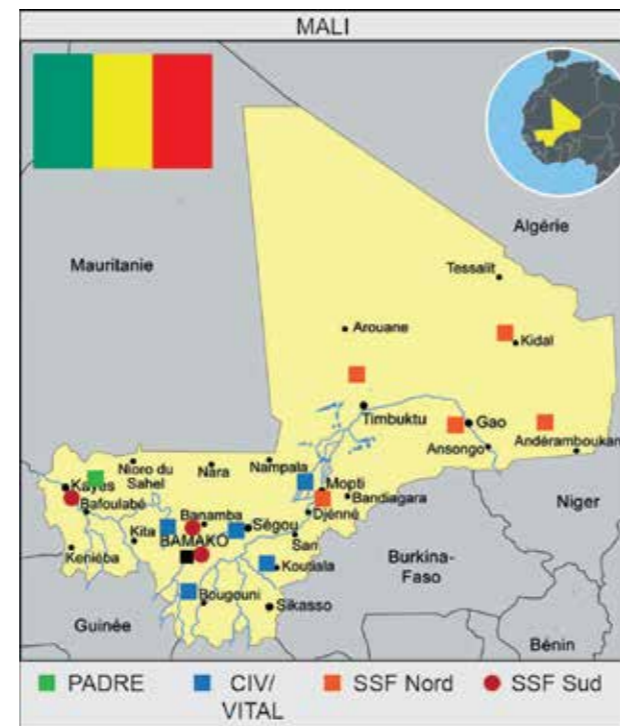 MALI
Algérie
Mauritanie
Tessalit
Arouane
Kidal
Timbuktu
Gao
Ansongo
Andéramboukan
Nioro du
Sahel
Nara
Nampala
Mopti
Bandiagara
Kayes
Bafoulabé
Banamba
Ségou
Djénné
Niger
Kita
BAMAKO
San
Keniéba
Koutiala
Burkina-
Faso
Bougouni
Sikasso
Guinée
Bénin
PADRE
CIV/
VITAL
SSF Nord
SSF Sud